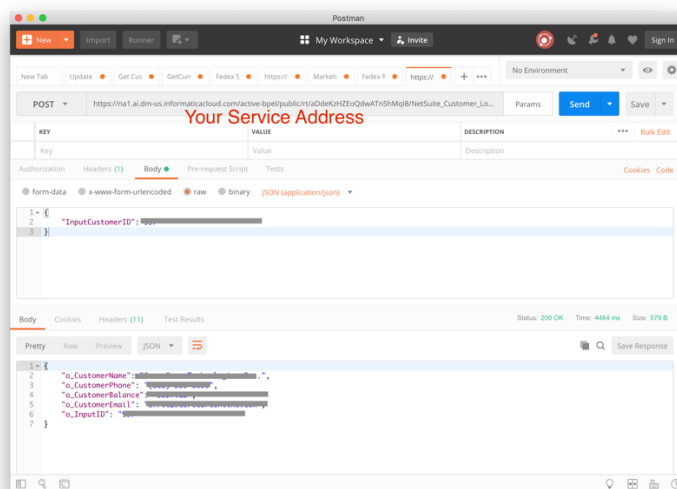 Postman
New Import Runner My Workspace Invite Sign In
New Tab Update Get Cus GetCurr Fedex S https:// Market Fedex R https:// No Environment
POST https://na1.ai.dm-us.informaticacloud.com/active-bpel/public/rt/aDdeKzHZEoQdwATn5hMqI8/NetSuite_Customer_Lo... Params Send Save
Your Service Address
KEY VALUE DESCRIPTION Bulk Edit
Key Value Description
Authorization Headers (1) Body Pre-request Script Tests Cookies Code
form-data x-www-form-urlencoded raw binary JSON (application/json)
1 {
2 "InputCustomerID":
3 }
Body Cookies Headers (11) Test Results Status: 200 OK Time: 4464 ms Size: 579 B
Pretty Raw Preview JSON Save Response
1 {
2 "o_CustomerName":
3 "o_CustomerPhone":
4 "o_CustomerBalance":
5 "o_CustomerEmail":
6 "o_InputID":
7 }